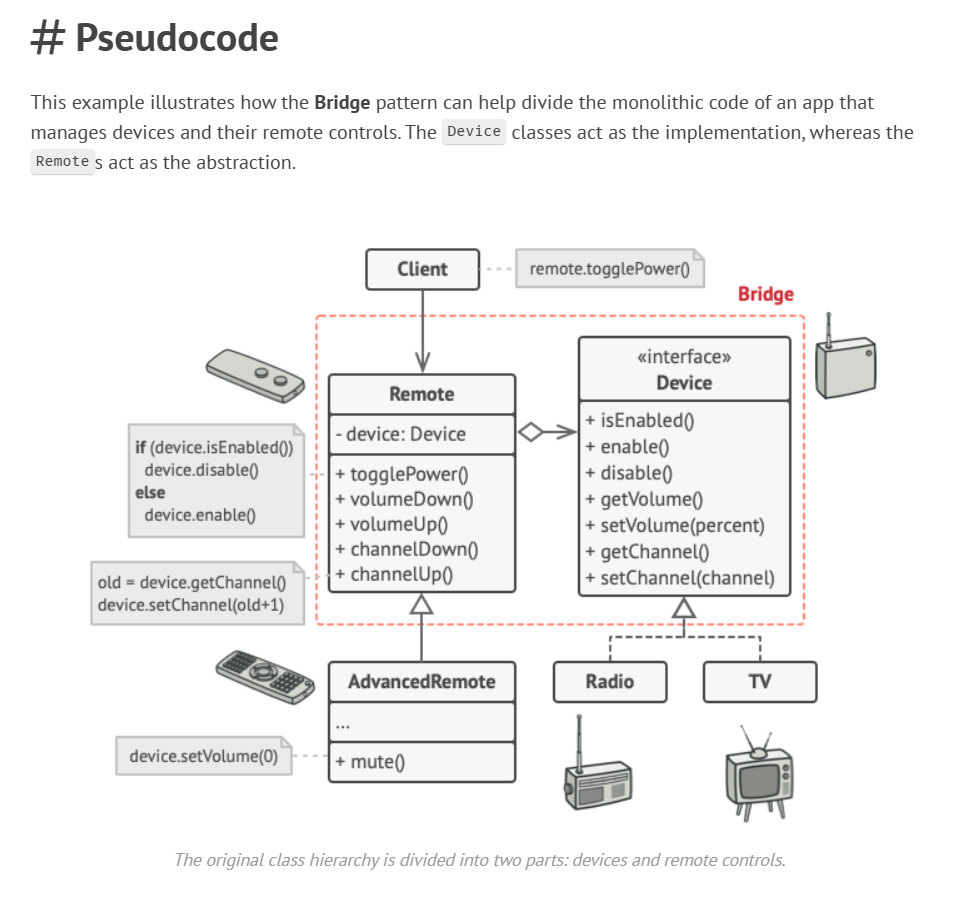 # Pseudocode
This example illustrates how the Bridge pattern can help divide the monolithic code of an app that
manages devices and their remote controls. The Device classes act as the implementation, whereas the
Remotes act as the abstraction.
Client
remote.togglePower()
Bridge
«interface»
Device
+ isEnabled()
+ enable()
+ disable()
+ getVolume()
+ setVolume(percent)
+ getChannel()
+ setChannel(channel)
Remote
- device: Device
+ togglePower()
+ volumeDown()
+ volumeUp()
+ channelDown()
+ channelUp()
if (device.isEnabled())
device.disable()
else
device.enable()
old = device.getChannel()
device.setChannel(old+1)
AdvancedRemote
...
+ mute()
device.setVolume(0)
Radio
TV
The original class hierarchy is divided into two parts: devices and remote controls.